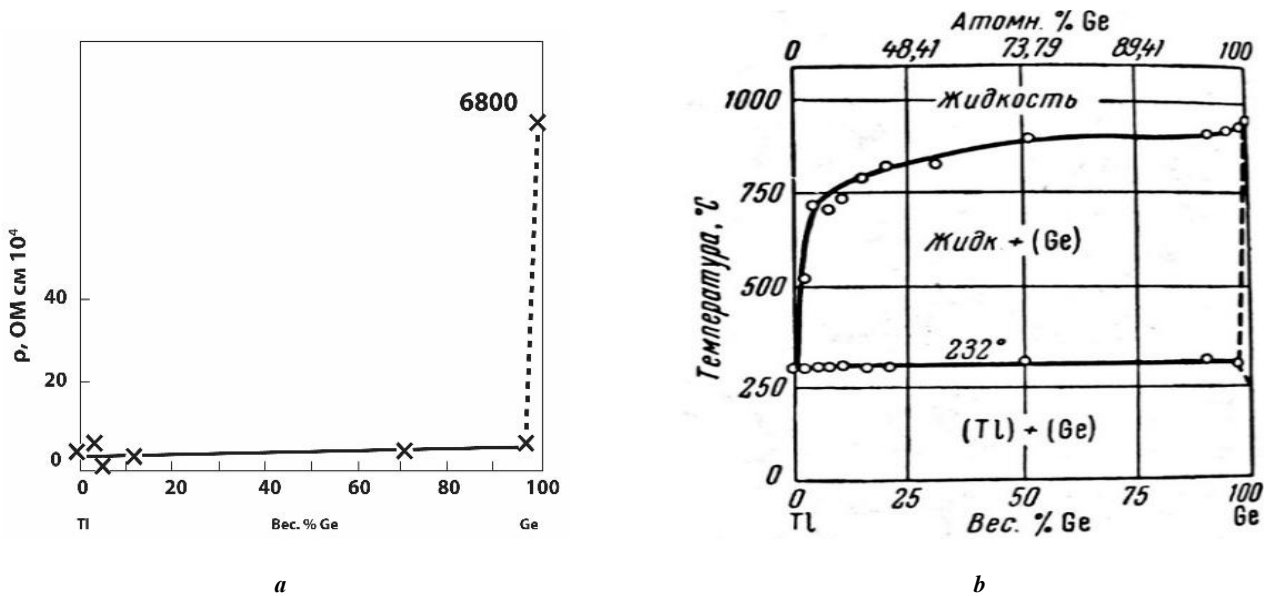 6800
ρ, ОМ см 10⁴
40
20
0
0 20 40 60 80 100
Tl Вес. % Ge Ge
a
Атомн. % Ge
0 48,41 73,79 89,41 100
Температура, °C
1000
750
500
250
0
Жидкость
Жидк + (Ge)
232°
(Tl) + (Ge)
0 25 50 75 100
Tl Вес. % Ge Ge
b